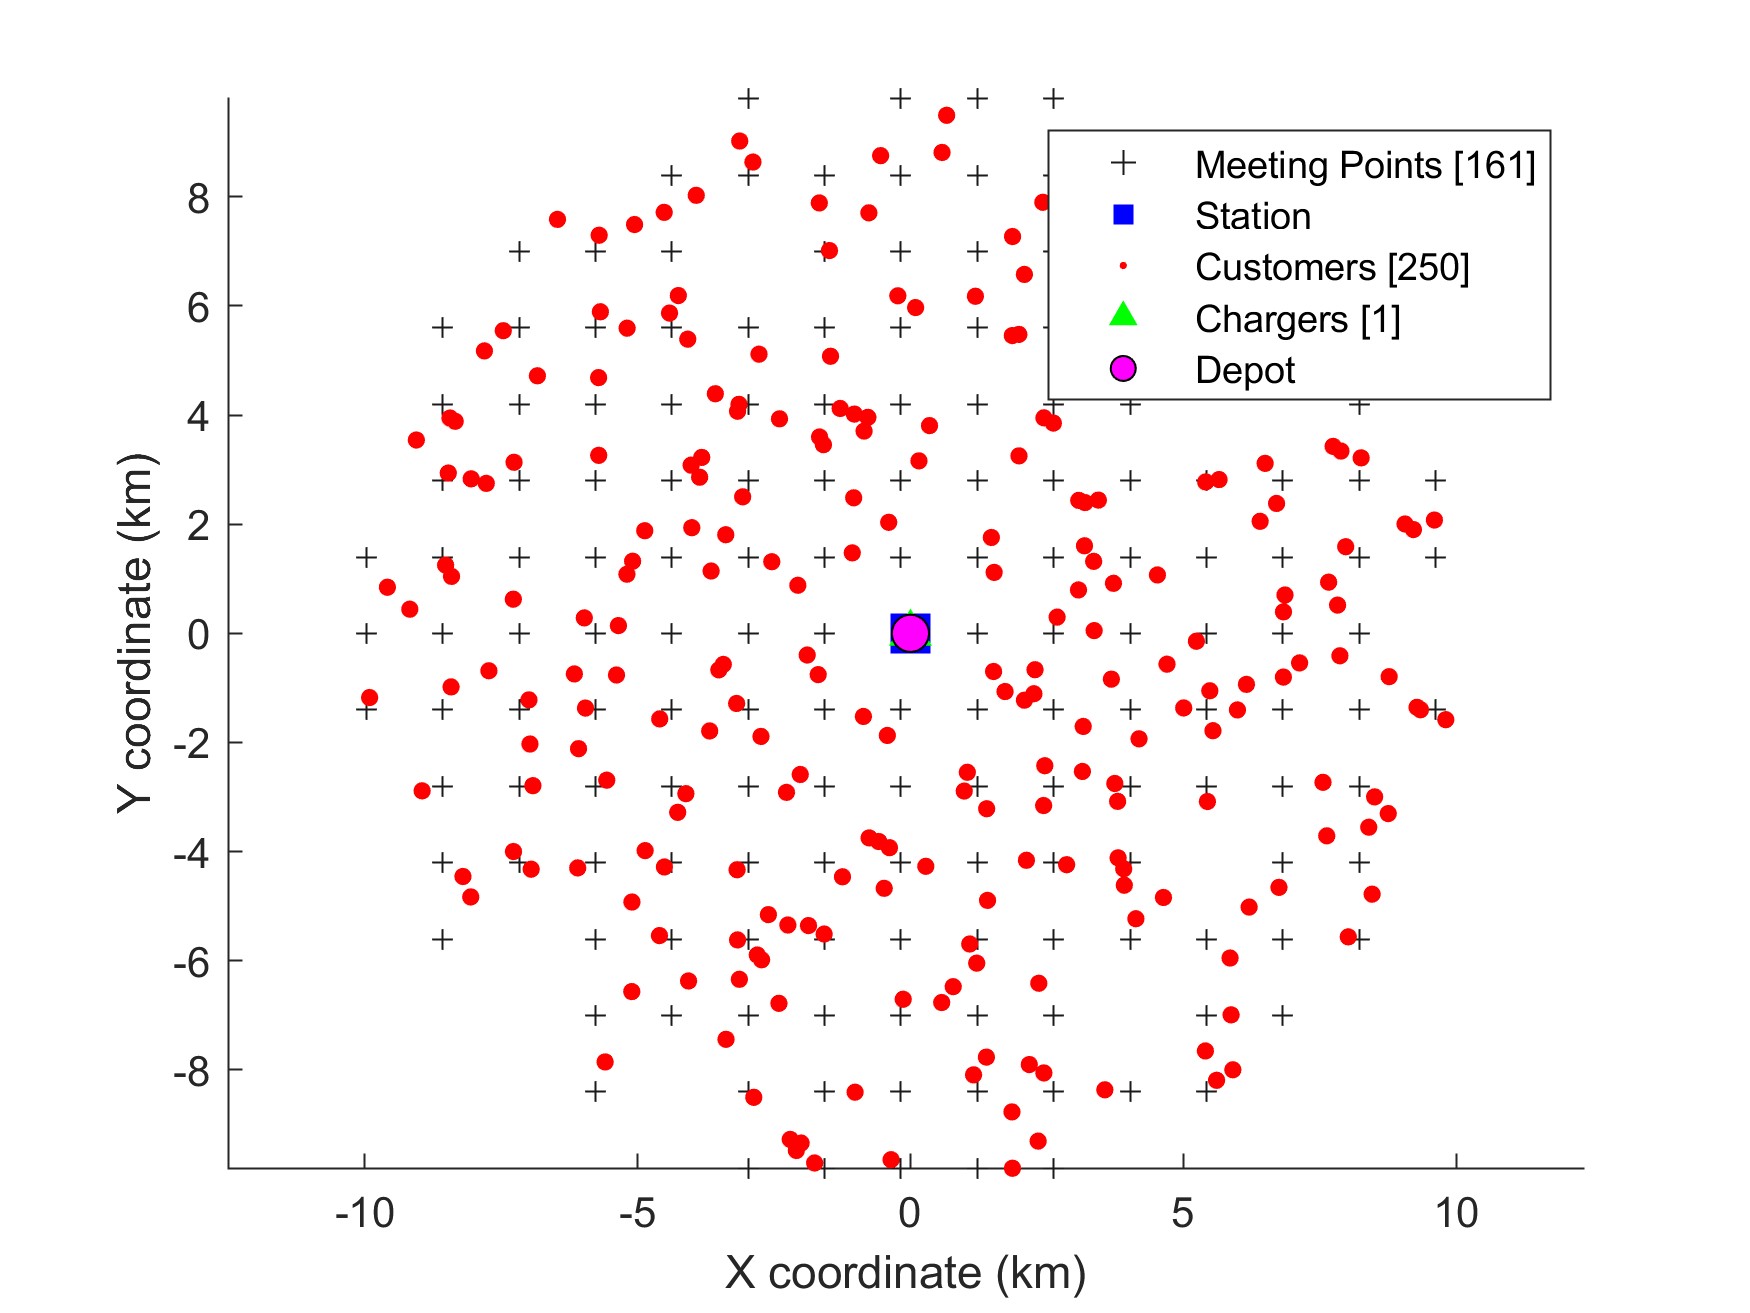 Meeting Points [161]
Station
Customers [250]
Chargers [1]
Depot
8
6
4
2
0
-2
-4
-6
-8
Y coordinate (km)
-10
-5
0
5
10
X coordinate (km)